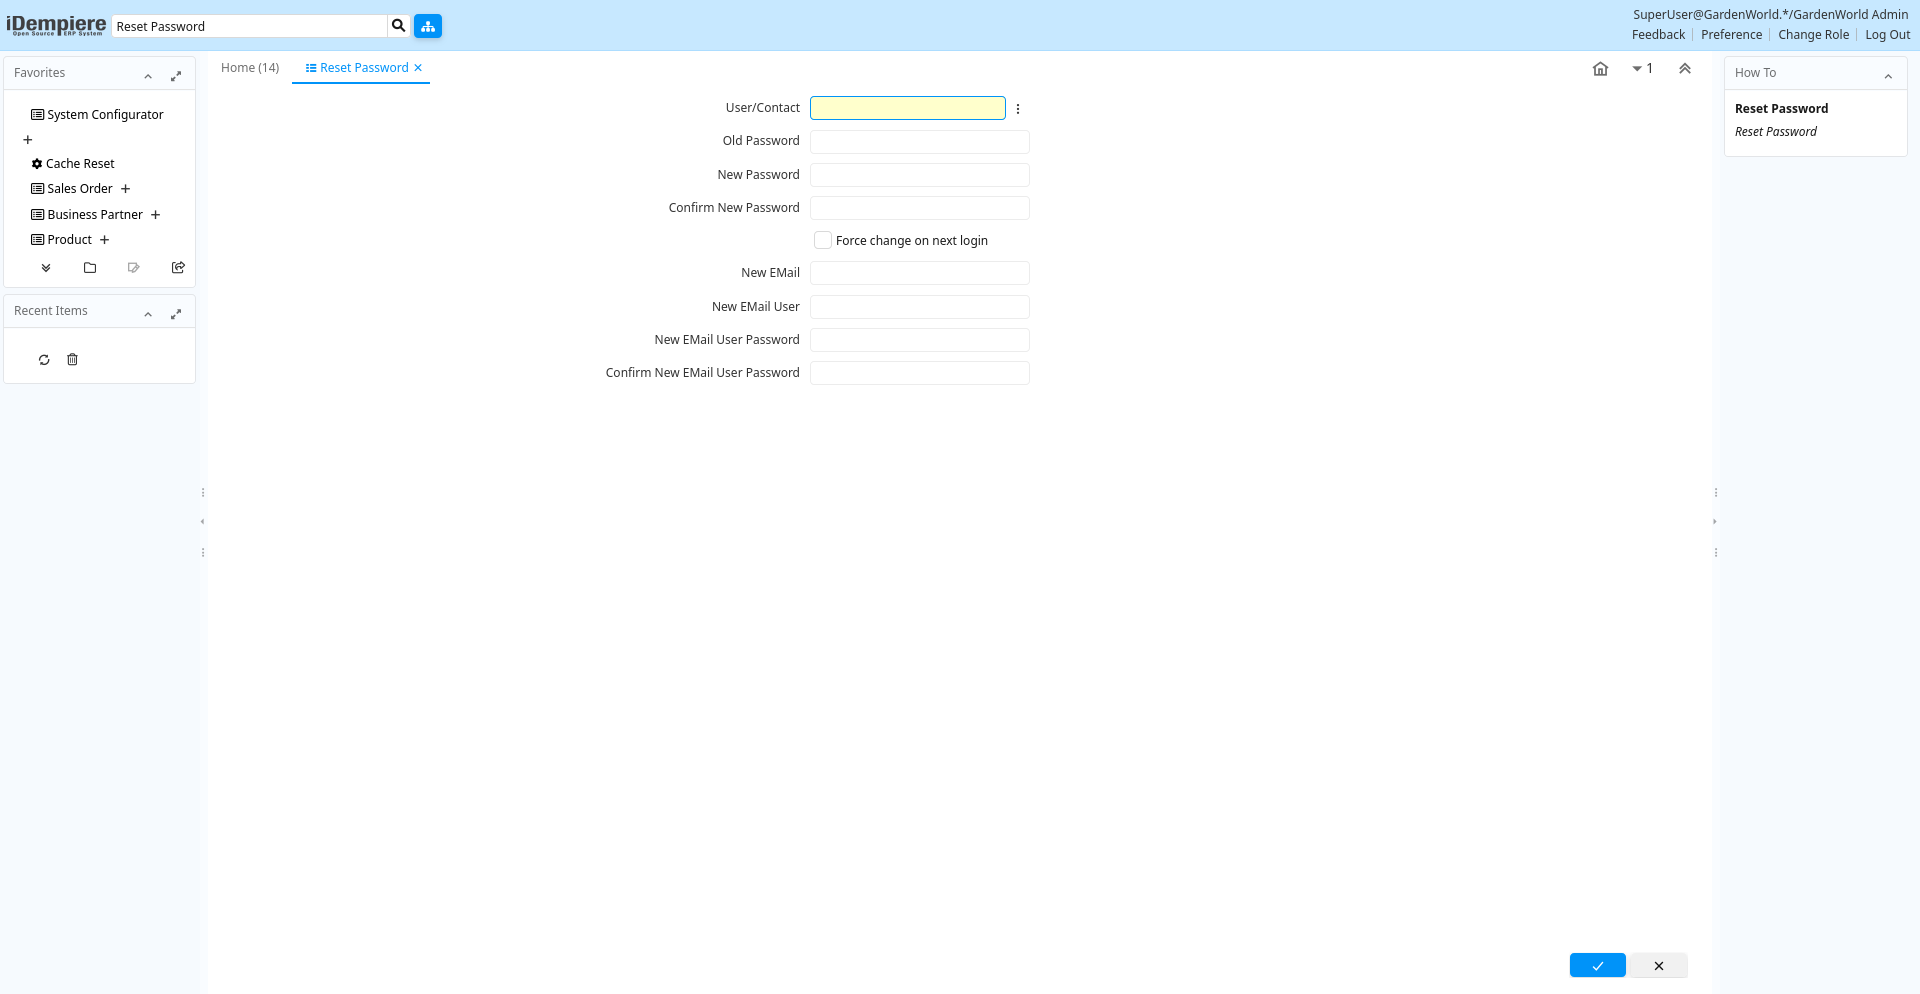 iDempiere
Open Source ERP System
Reset Password
SuperUser@GardenWorld.*/GardenWorld Admin
Feedback
Preference
Change Role
Log Out
Favorites
System Configurator
Cache Reset
Sales Order
Business Partner
Product
Recent Items
Home (14)
Reset Password
1
User/Contact
Old Password
New Password
Confirm New Password
Force change on next login
New EMail
New EMail User
New EMail User Password
Confirm New EMail User Password
How To
Reset Password
Reset Password